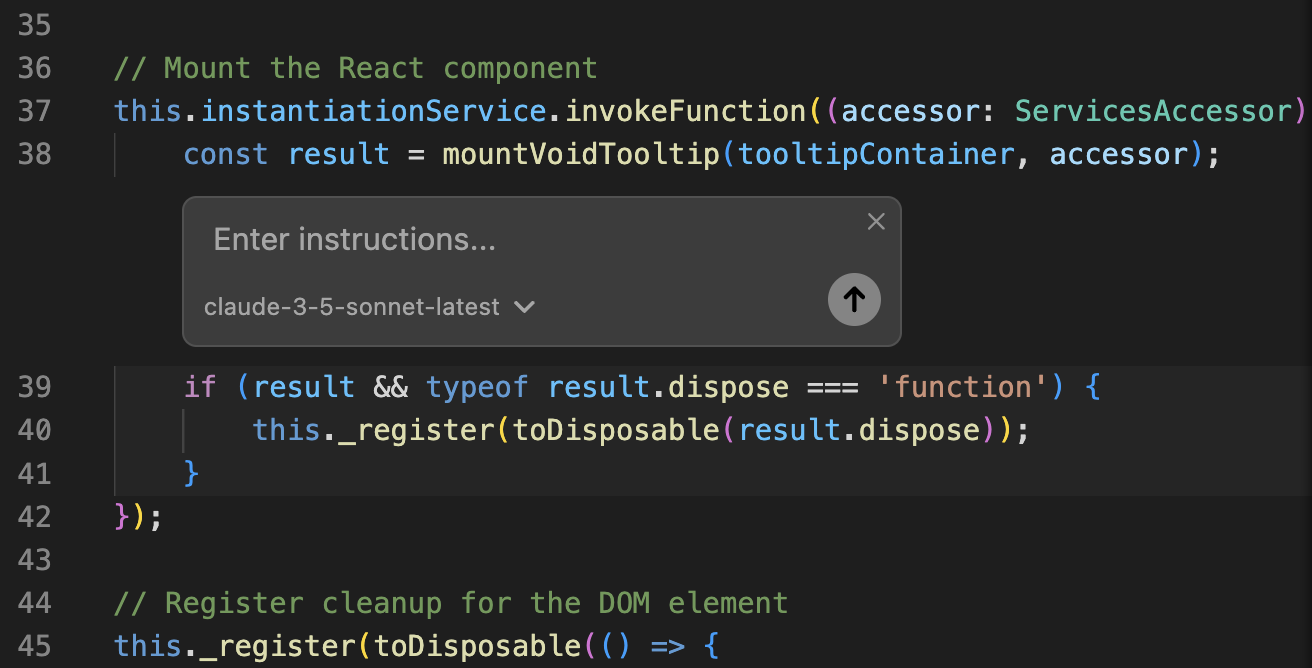 35
36 // Mount the React component
37 this.instantiationService.invokeFunction((accessor: ServicesAccessor)
38 const result = mountVoidTooltip(tooltipContainer, accessor);
Enter instructions...
claude-3-5-sonnet-latest
39 if (result && typeof result.dispose === 'function') {
40 this._register(toDisposable(result.dispose));
41 }
42 });
43
44 // Register cleanup for the DOM element
45 this._register(toDisposable(() => {